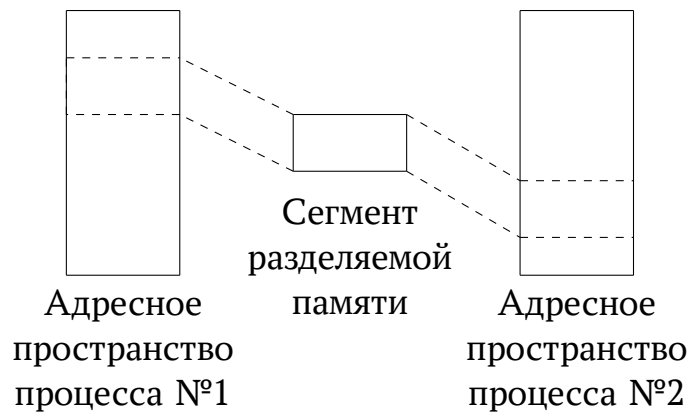 Сегмент
разделяемой
памяти
Адресное
пространство
процесса №1
Адресное
пространство
процесса №2